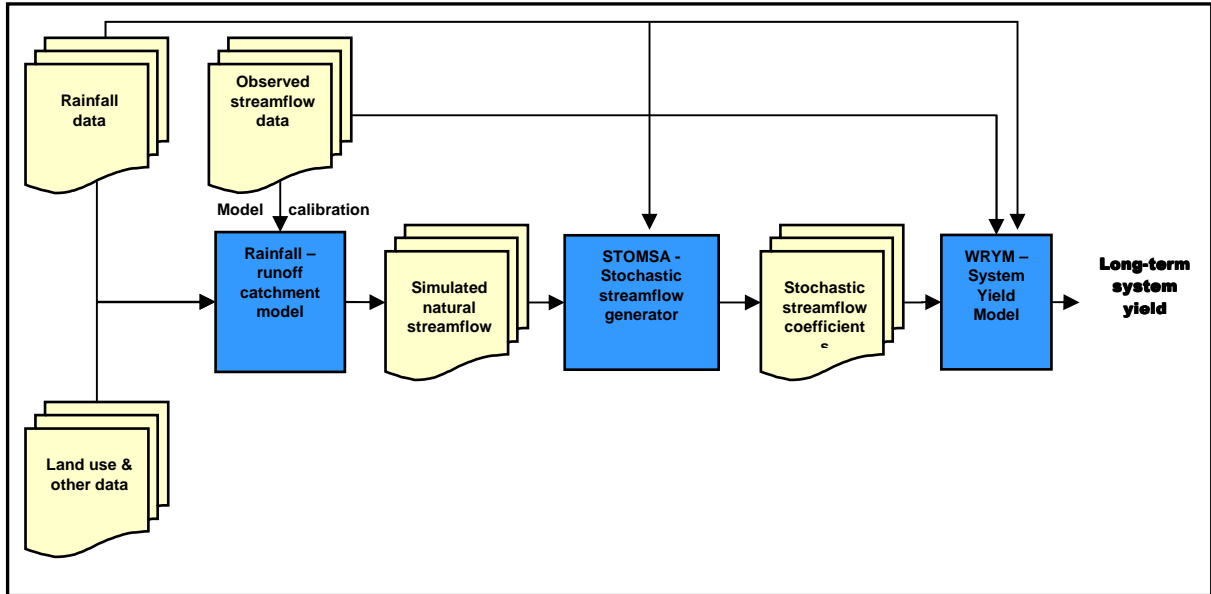 Rainfall
data
Observed
streamflow
data
Model calibration
Rainfall –
runoff
catchment
model
Simulated
natural
streamflow
STOMSA -
Stochastic
streamflow
generator
Stochastic
streamflow
coefficient
s
WRYM –
System
Yield
Model
Long-term
system
yield
Land use &
other data